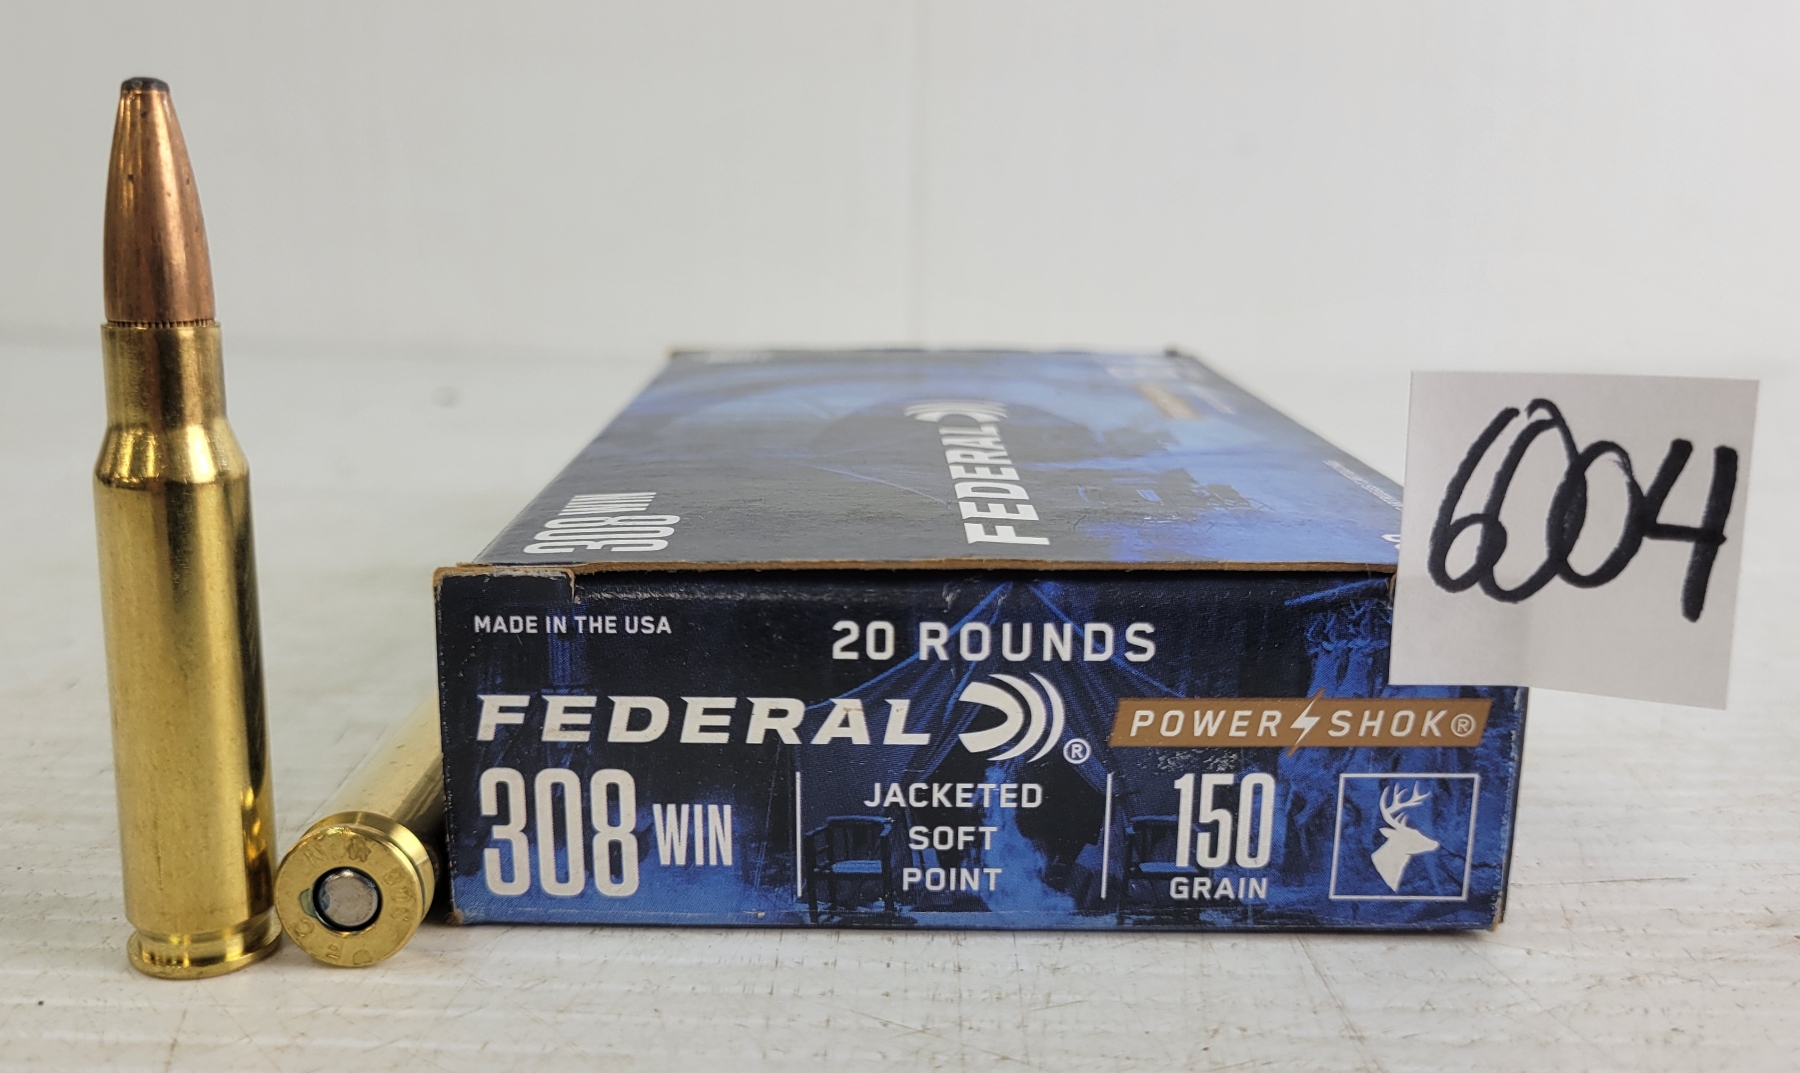 308 WIN
FEDERAL
6004
MADE IN THE USA
20 ROUNDS
FEDERAL®
POWER SHOK®
308 WIN
JACKETED
SOFT
POINT
150
GRAIN